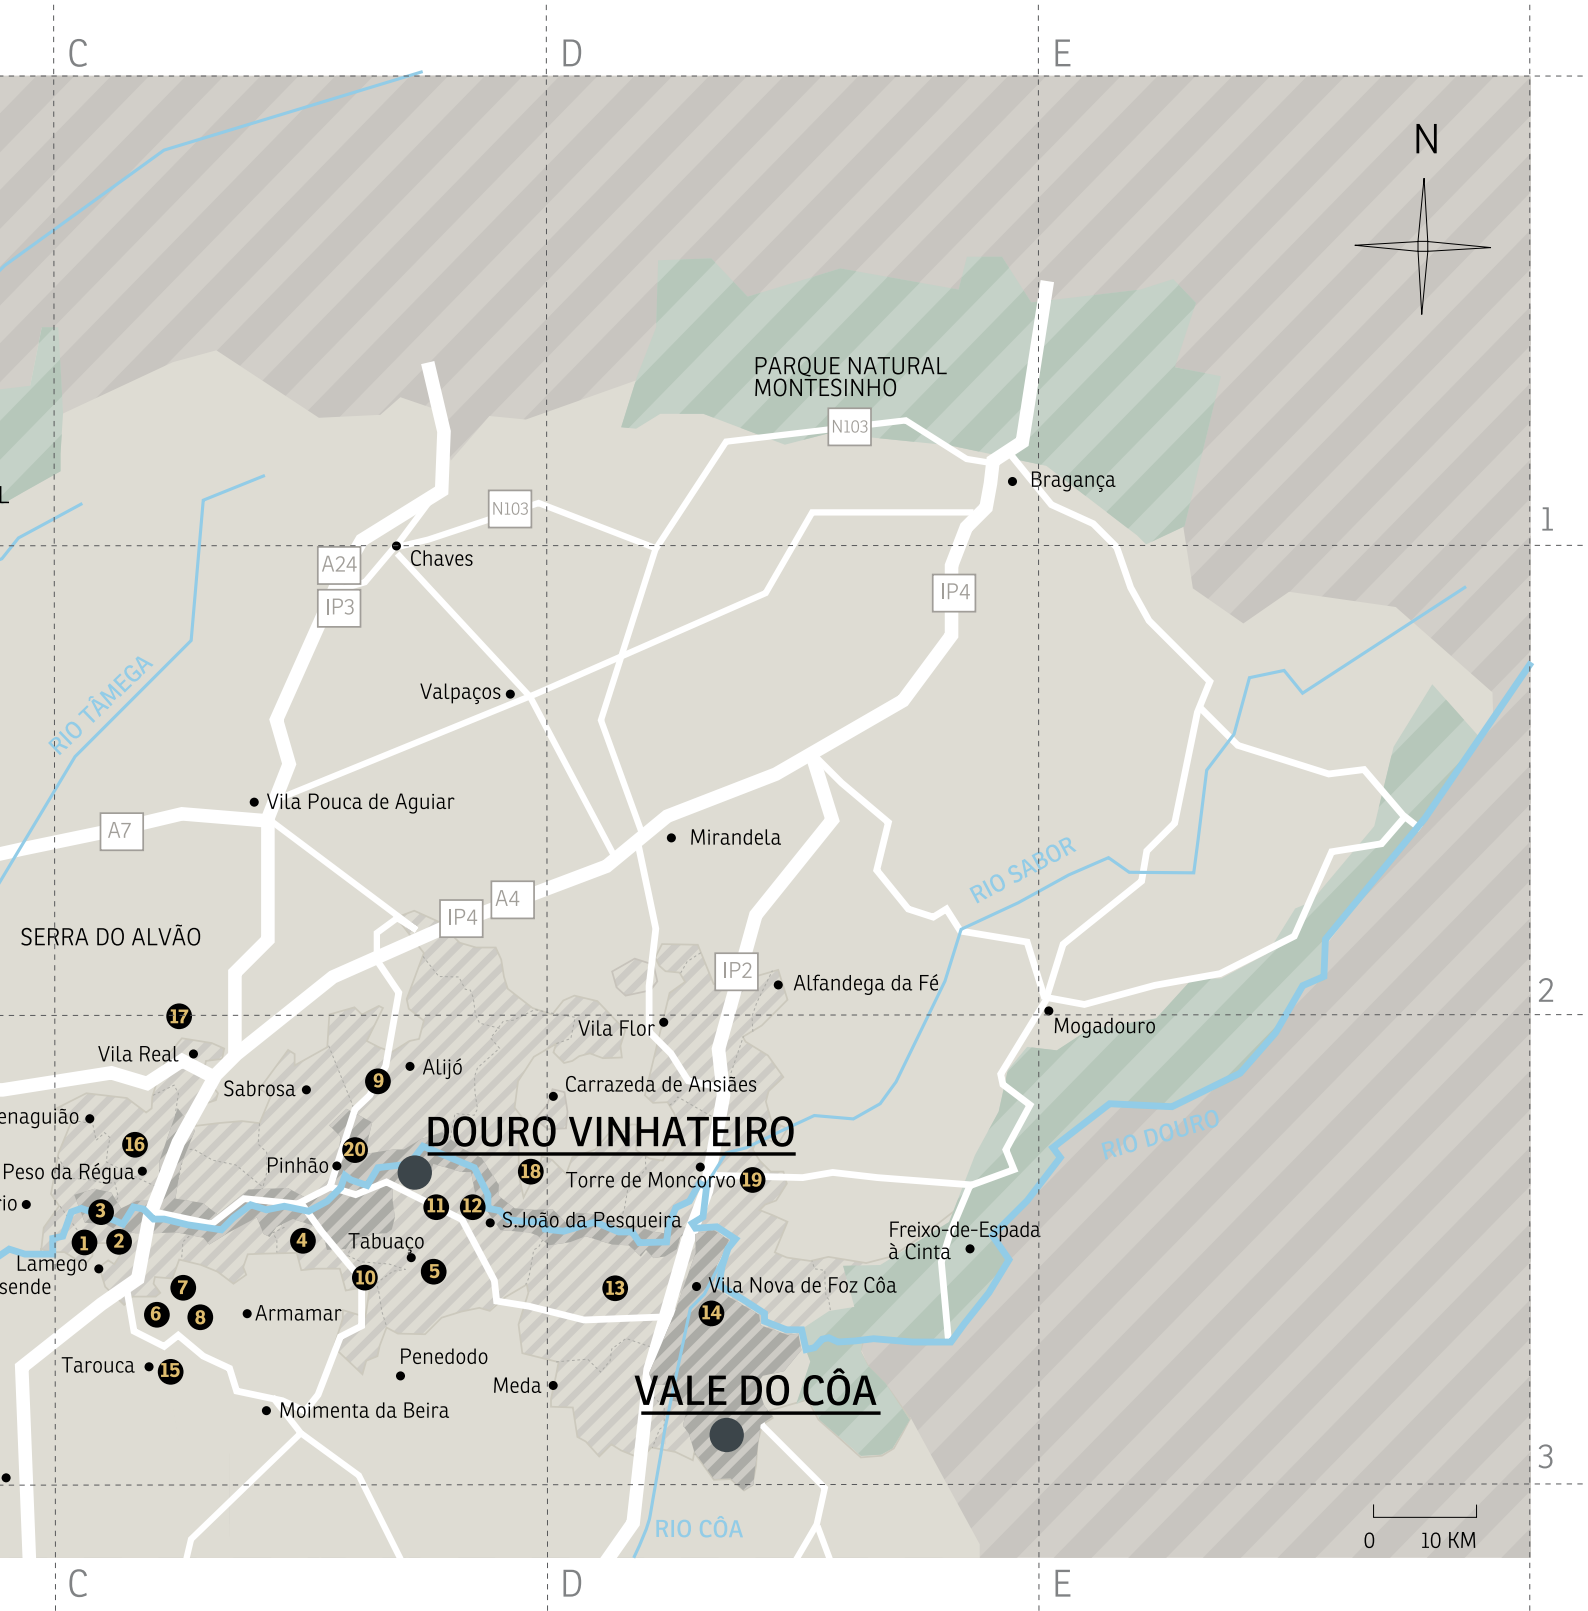 C
D
E
N
PARQUE NATURAL
MONTESINHO
N103
Bragança
L
N103
1
A24
Chaves
IP3
IP4
RIO TÂMEGA
Valpaços
Vila Pouca de Aguiar
A7
Mirandela
RIO SABOR
A4
IP4
SERRA DO ALVÃO
IP2
Alfandega da Fé
2
17
Vila Flor
Mogadouro
Vila Real
Alijó
9
Sabrosa
Carrazeda de Ansiães
enaguião
DOURO VINHATEIRO
RIO DOURO
16
20
Pinhão
Peso da Régua
18
Torre de Moncorvo
19
rio
3
11
12
S.João da Pesqueira
Freixo-de-Espada
à Cinta
1
2
4
Tabuaço
Lamego
sende
7
10
5
13
Vila Nova de Foz Côa
6
8
Armamar
14
Tarouca
15
Penedodo
Meda
VALE DO CÔA
Moimenta da Beira
3
RIO CÔA
0
10 KM
C
D
E